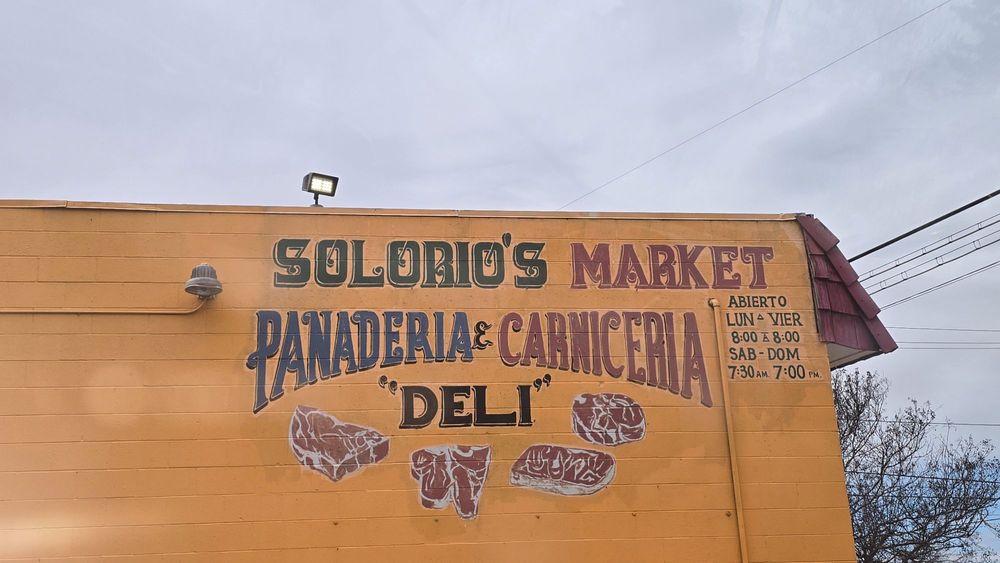 SOLORIO'S MARKET
PANADERIA & CARNICERIA
"DELI"
ABIERTO
LUN A VIER
8:00 A 8:00
SAB - DOM
7:30 AM. 7:00 PM.